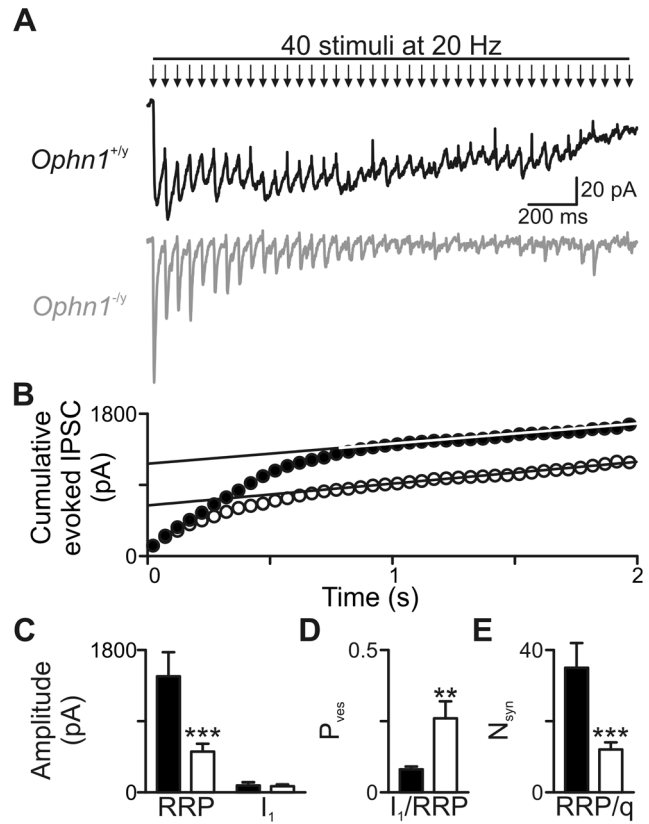 A
40 stimuli at 20 Hz
Ophn1+/y
20 pA
200 ms
Ophn1-/y
B
1800
Cumulative
evoked IPSC
(pA)
0
0
1
2
Time (s)
C
D
E
1800
Amplitude
(pA)
***
0
RRP
I1
0.5
Pves
**
0
I1/RRP
40
Nsyn
***
0
RRP/q